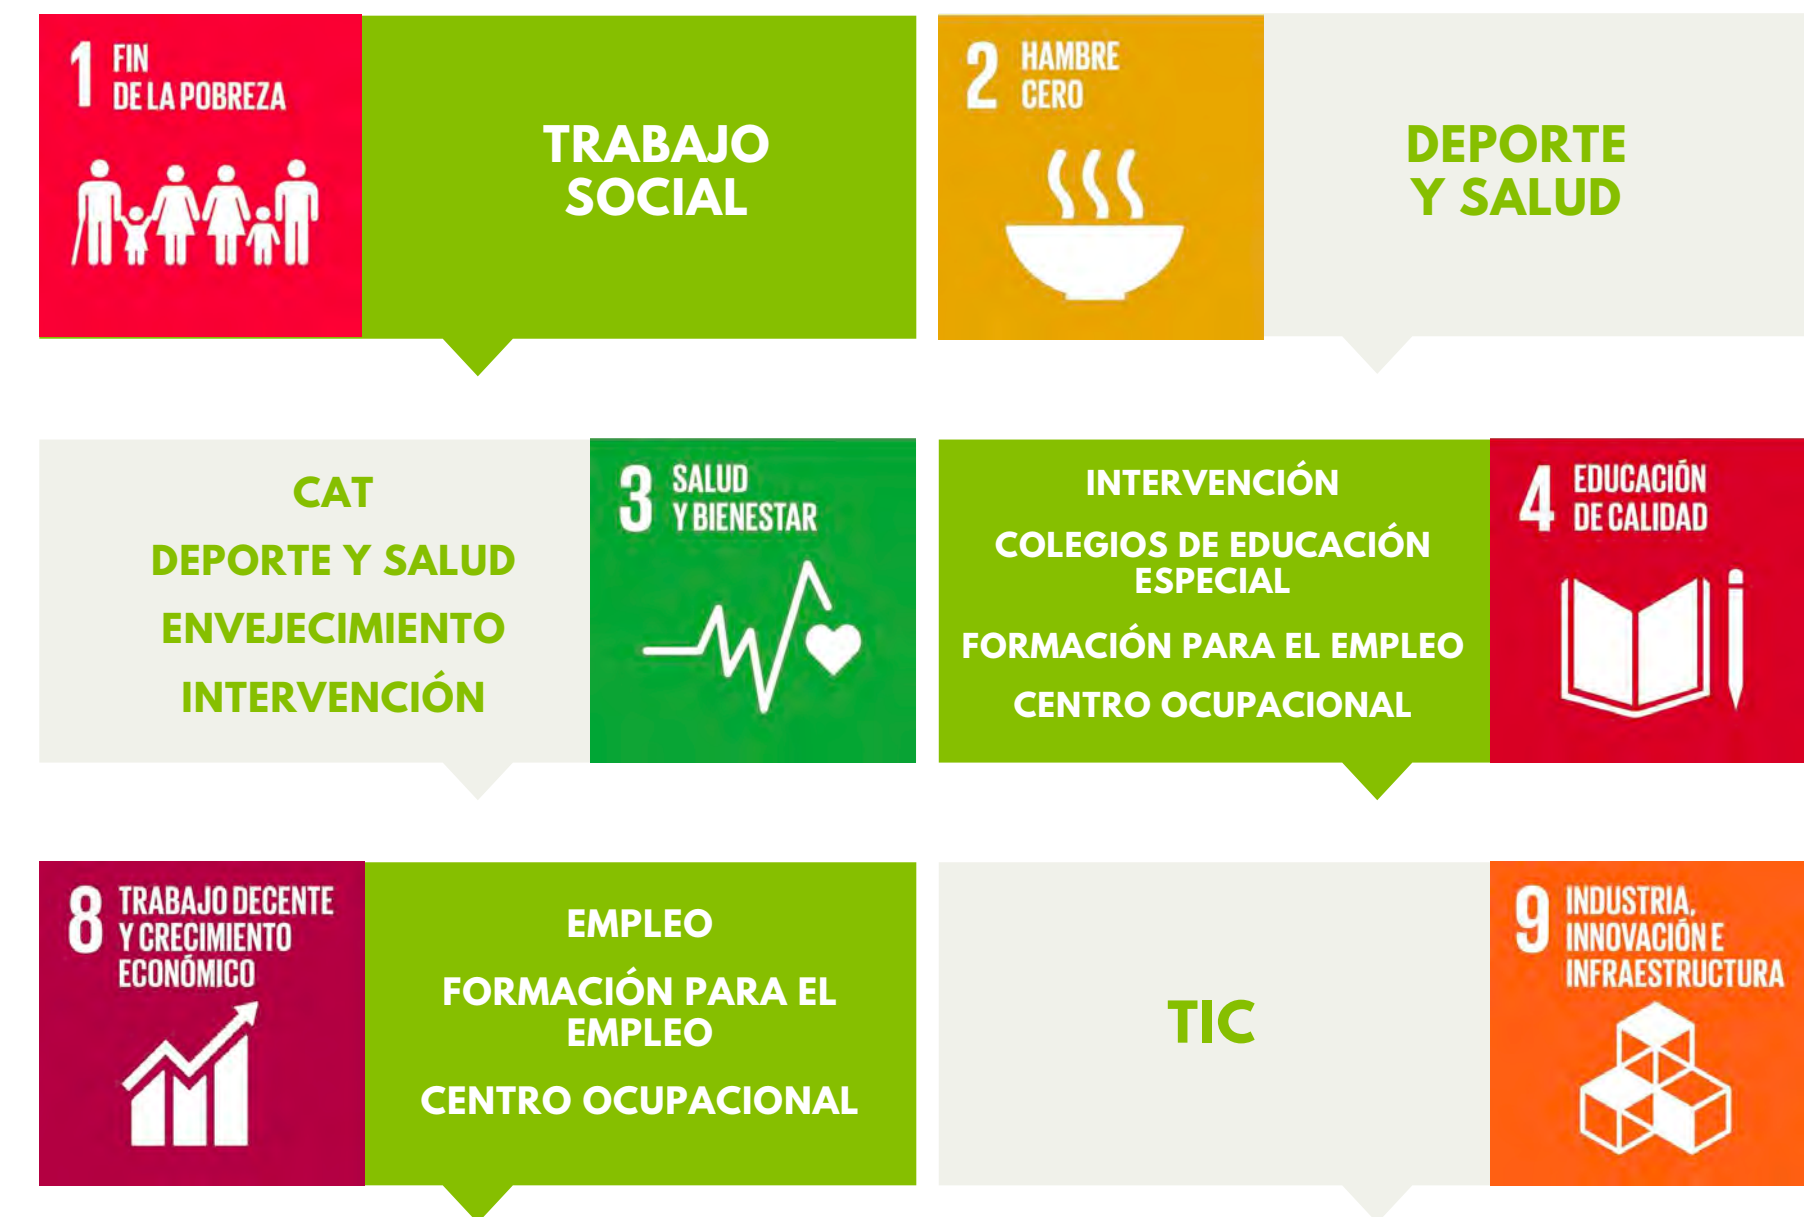 1 FIN
DE LA POBREZA
TRABAJO
SOCIAL
2 HAMBRE
CERO
DEPORTE
Y SALUD
CAT
DEPORTE Y SALUD
ENVEJECIMIENTO
INTERVENCIÓN
3 SALUD
Y BIENESTAR
INTERVENCIÓN
COLEGIOS DE EDUCACIÓN
ESPECIAL
FORMACIÓN PARA EL EMPLEO
CENTRO OCUPACIONAL
4 EDUCACIÓN
DE CALIDAD
8 TRABAJO DECENTE
Y CRECIMIENTO
ECONÓMICO
EMPLEO
FORMACIÓN PARA EL
EMPLEO
CENTRO OCUPACIONAL
TIC
9 INDUSTRIA,
INNOVACIÓN E
INFRAESTRUCTURA